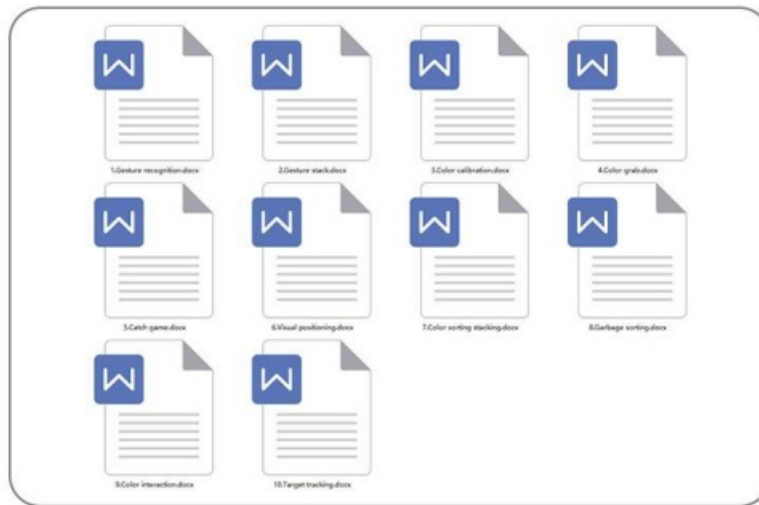 1.Gesture recognition.docx
2.Gesture stack.docx
3.Color calibration.docx
4.Color grab.docx
5.Catch game.docx
6.Visual positioning.docx
7.Color sorting stacking.docx
8.Garbage sorting.docx
9.Color interaction.docx
10.Target tracking.docx